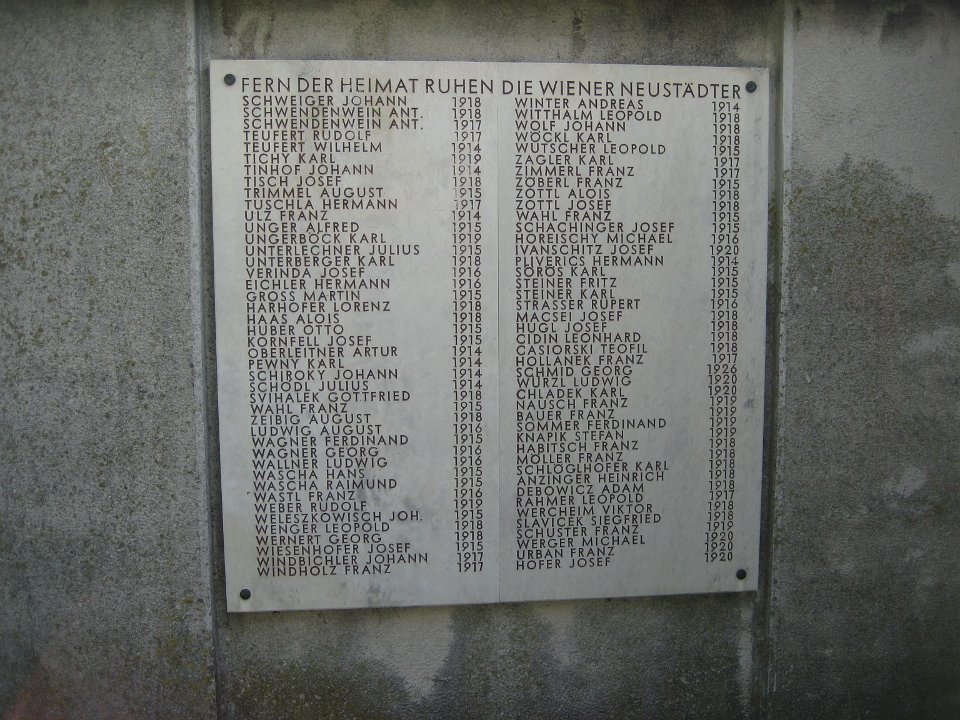 FERN DER HEIMAT RUHEN DIE WIENER NEUSTÄDTER
SCHWEIGER JOHANN 1918
SCHWENDENWEIN ANT. 1918
SCHWENDENWEIN ANT. 1917
TEUFERT RUDOLF 1917
TEUFERT WILHELM 1914
TICHY KARL 1919
TINHOF JOHANN 1914
TISCH JOSEF 1918
TRIMMEL AUGUST 1915
TUSCHLA HERMANN 1917
ULZ FRANZ 1914
UNGER ALFRED 1915
UNGERBÖCK KARL 1919
UNTERLECHNER JULIUS 1915
UNTERBERGER KARL 1918
VERINDA JOSEF 1916
EICHLER HERMANN 1916
GROSS MARTIN 1915
HARHOFER LORENZ 1918
HAAS ALOIS 1918
HUBER OTTO 1915
KORNFELL JOSEF 1915
OBERLEITNER ARTUR 1914
PEWNY KARL 1914
SCHIROKY JOHANN 1914
SCHÖDL JULIUS 1914
SVIHALEK GOTTFRIED 1918
WAHL FRANZ 1915
ZEIBIG AUGUST 1918
LUDWIG AUGUST 1916
WAGNER FERDINAND 1915
WAGNER GEORG 1916
WALLNER LUDWIG 1916
WASCHA HANS 1915
WASCHA RAIMUND 1915
WASTL FRANZ 1916
WEBER RUDOLF 1919
WELESZKOWISCH JOH. 1915
WENGER LEOPOLD 1918
WERNERT GEORG 1918
WIESENHOFER JOSEF 1915
WINDBICHLER JOHANN 1917
WINDHOLZ FRANZ 1917
WINTER ANDREAS 1914
WITTHALM LEOPOLD 1918
WOLF JOHANN 1918
WÖCKL KARL 1918
WUTSCHER LEOPOLD 1915
ZAGLER KARL 1917
ZIMMERL FRANZ 1917
ZÖBERL FRANZ 1915
ZÖTTL ALOIS 1918
ZÖTTL JOSEF 1918
WAHL FRANZ 1915
SCHACHINGER JOSEF 1915
HOREISCHY MICHAEL 1916
IVANSCHITZ JOSEF 1920
PLIVERICS HERMANN 1914
SÖRÖS KARL 1915
STEINER FRITZ 1915
STEINER KARL 1915
STRASSER RUPERT 1916
MACSEI JOSEF 1918
HUGL JOSEF 1918
CIDIN LEONHARD 1918
CASIORSKI TEOFIL 1918
HOLLANEK FRANZ 1917
SCHMID GEORG 1926
WÜRZL LUDWIG 1920
CHLADEK KARL 1920
NAUSCH FRANZ 1919
BAUER FRANZ 1919
SOMMER FERDINAND 1919
KNAPIK STEFAN 1919
HABITSCH FRANZ 1918
MÖLLER FRANZ 1918
SCHLÖGLHOFER KARL 1918
ANZINGER HEINRICH 1918
DEBOWICZ ADAM 1918
RAHMER LEOPOLD 1917
WERCHEIM VIKTOR 1918
SLAVICEK SIEGFRIED 1918
SCHUSTER FRANZ 1919
WERGER MICHAEL 1920
URBAN FRANZ 1920
HOFER JOSEF 1920